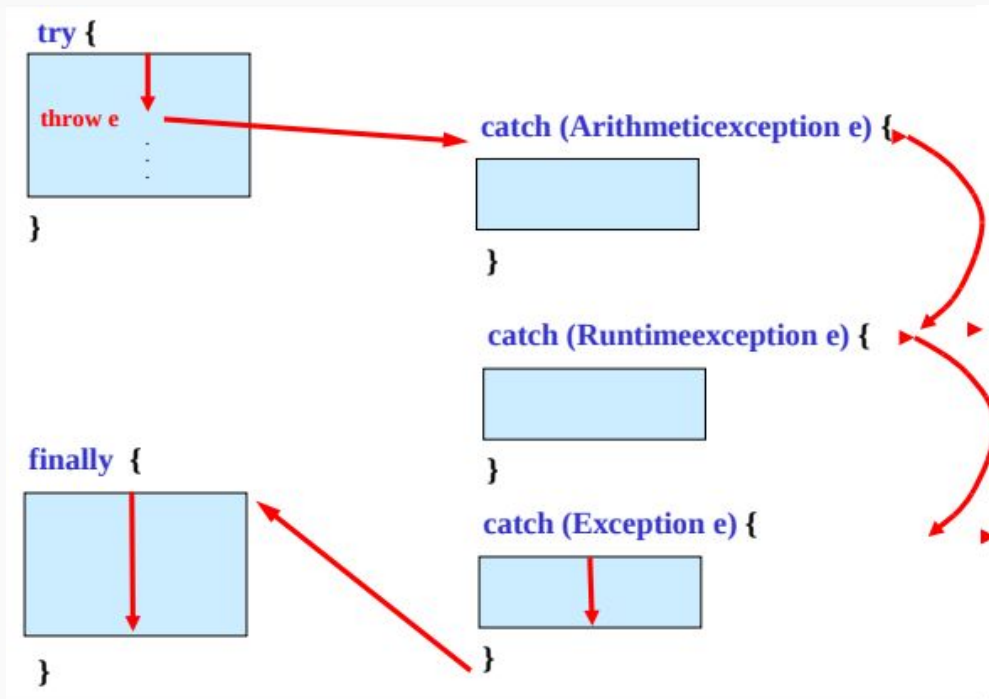 try {
throw e
.
.
.
}
catch (Arithmeticexception e) {
}
catch (Runtimeexception e) {
}
catch (Exception e) {
}
finally {
}